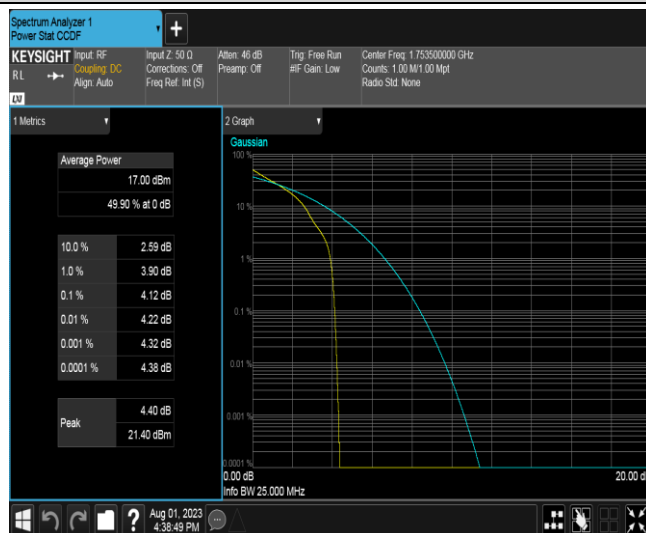 Spectrum Analyzer 1
Power Stat CCDF
KEYSIGHT
RL
LXI
Input: RF
Coupling: DC
Align: Auto
Input Z: 50 Ω
Corrections: Off
Freq Ref: Int (S)
Atten: 46 dB
Preamp: Off
Trig: Free Run
#IF Gain: Low
Center Freq: 1.753500000 GHz
Counts: 1.00 M/1.00 Mpt
Radio Std: None
1 Metrics
Average Power
17.00 dBm
49.90 % at 0 dB
10.0 % 2.59 dB
1.0 % 3.90 dB
0.1 % 4.12 dB
0.01 % 4.22 dB
0.001 % 4.32 dB
0.0001 % 4.38 dB
Peak
4.40 dB
21.40 dBm
2 Graph
Gaussian
100 %
10 %
1 %
0.1 %
0.01 %
0.001 %
0.0001 %
0.00 dB
20.00 d
Info BW 25.000 MHz
Aug 01, 2023
4:38:49 PM